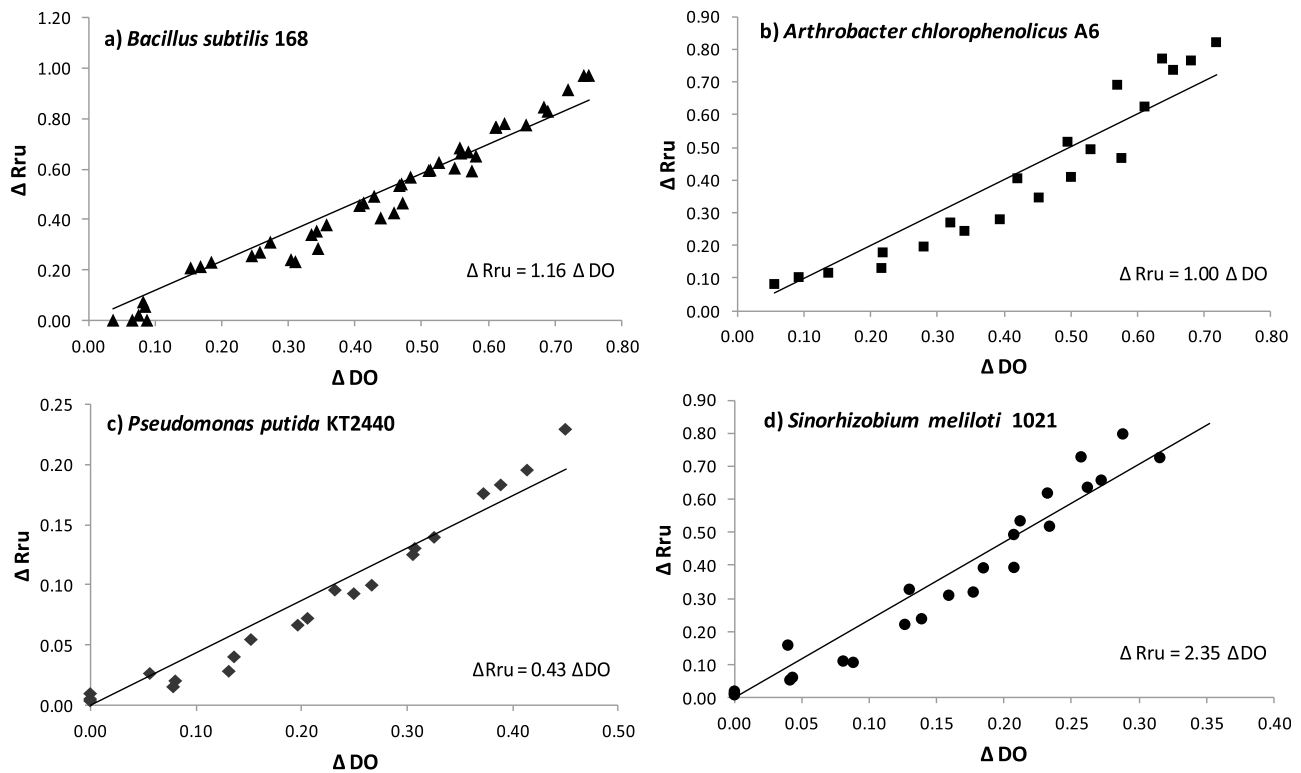 a) Bacillus subtilis 168
1.20
1.00
0.80
0.60
0.40
0.20
0.00
Δ Rru
Δ Rru = 1.16 Δ DO
0.00 0.10 0.20 0.30 0.40 0.50 0.60 0.70 0.80
Δ DO
b) Arthrobacter chlorophenolicus A6
0.90
0.80
0.70
0.60
0.50
0.40
0.30
0.20
0.10
0.00
Δ Rru
Δ Rru = 1.00 Δ DO
0.00 0.10 0.20 0.30 0.40 0.50 0.60 0.70 0.80
Δ DO
c) Pseudomonas putida KT2440
0.25
0.20
0.15
0.10
0.05
0.00
Δ Rru
ΔRru = 0.43 ΔDO
0.00 0.10 0.20 0.30 0.40 0.50
Δ DO
d) Sinorhizobium meliloti 1021
0.90
0.80
0.70
0.60
0.50
0.40
0.30
0.20
0.10
0.00
Δ Rru
Δ Rru = 2.35 ΔDO
0.00 0.05 0.10 0.15 0.20 0.25 0.30 0.35 0.40
Δ DO